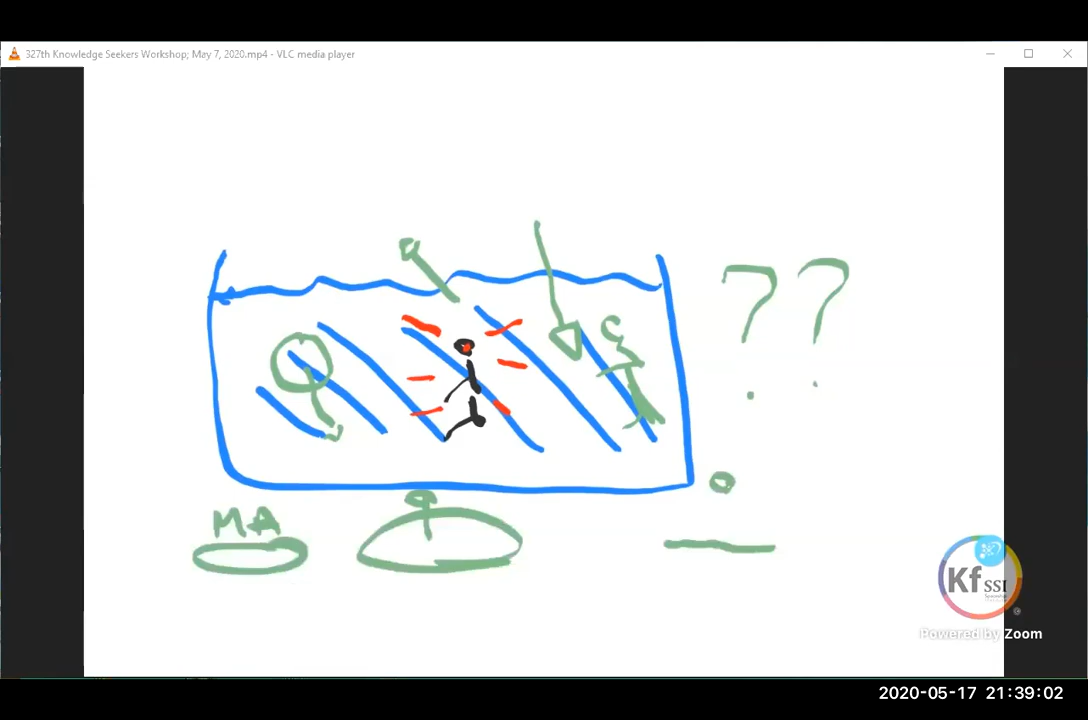 327th Knowledge Seekers Workshop; May 7, 2020.mp4 - VLC media player
? ?
MA
Kf SSI
Powered by Zoom
2020-05-17 21:39:02